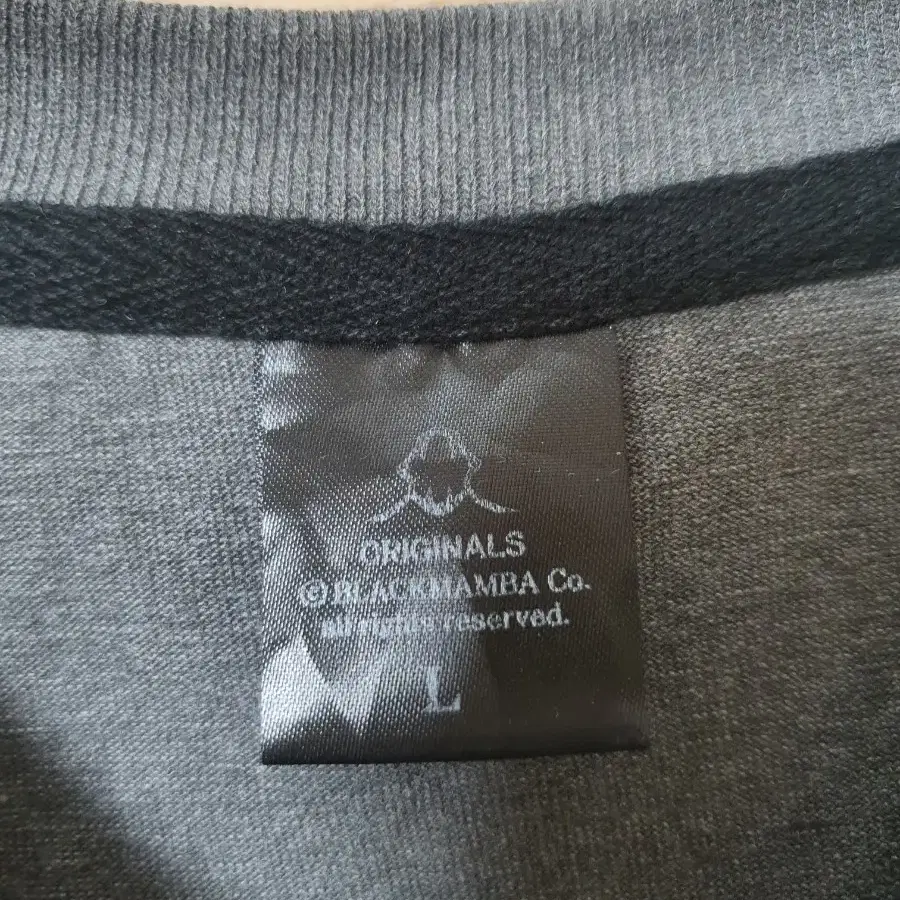 ORIGINALS
©BLACKMAMBA Co.
all rights reserved.
L